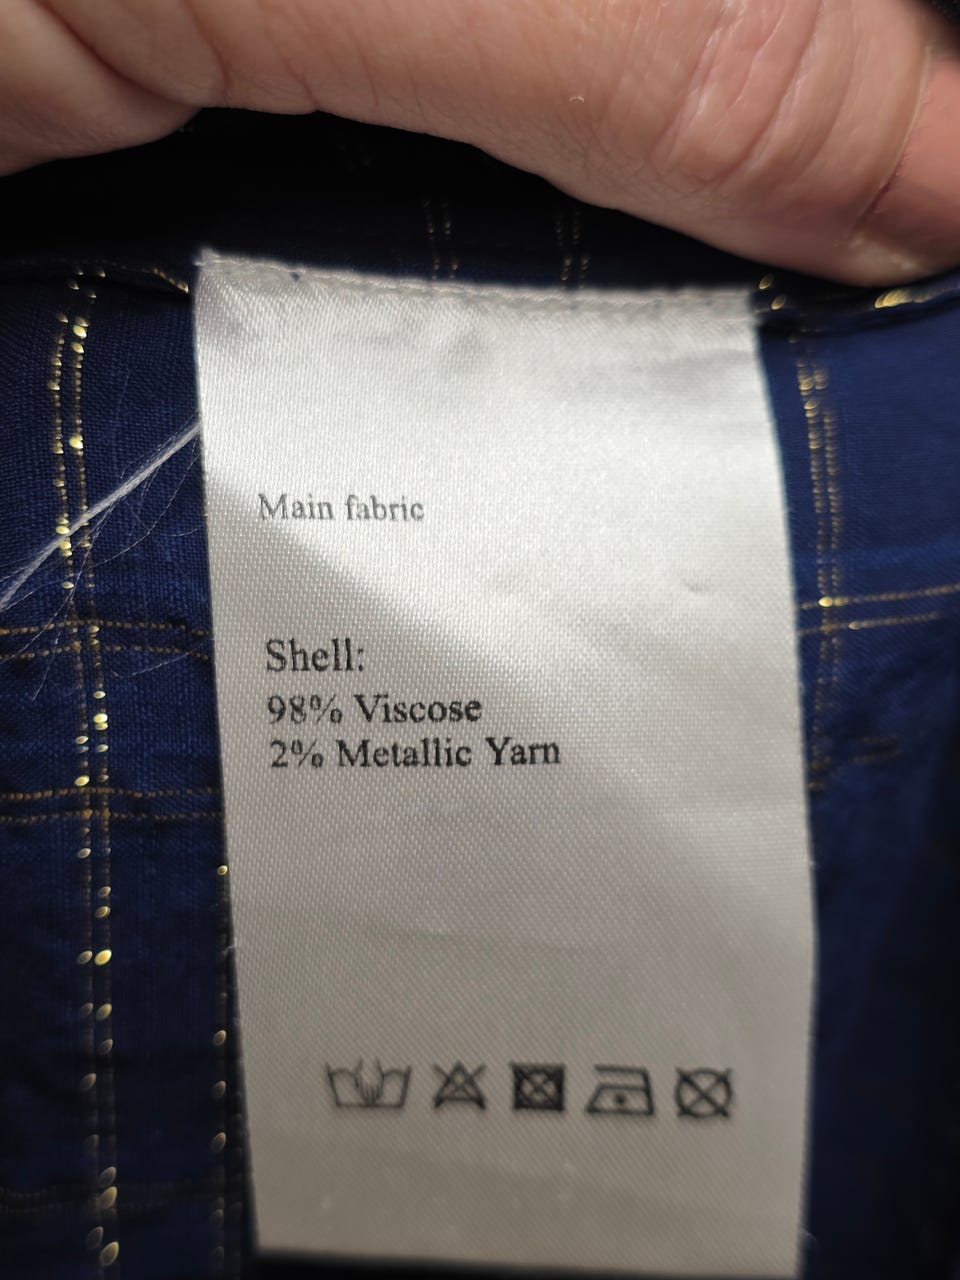 Main fabric
Shell:
98% Viscose
2% Metallic Yarn